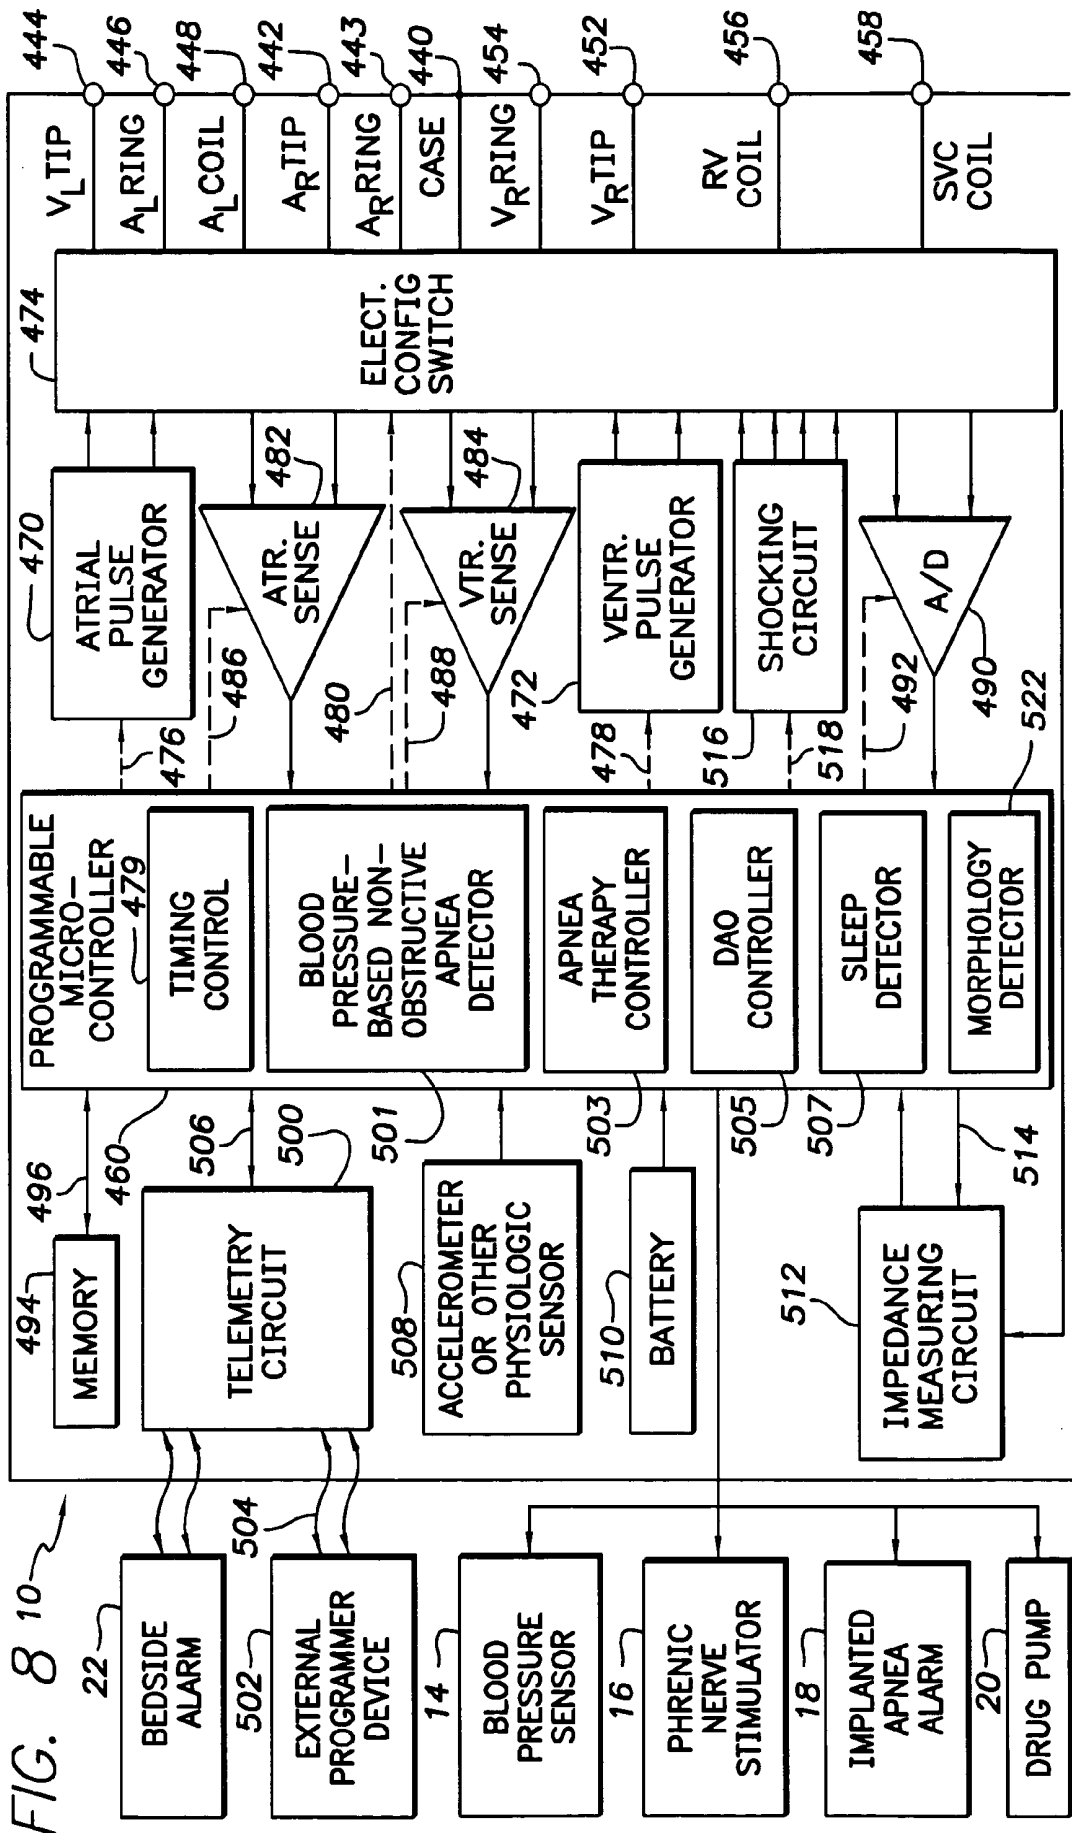 FIG. 8
10
22
BEDSIDE
ALARM
502
EXTERNAL
PROGRAMMER
DEVICE
504
14
BLOOD
PRESSURE
SENSOR
16
PHRENIC
NERVE
STIMULATOR
18
IMPLANTED
APNEA
ALARM
20
DRUG PUMP
494
MEMORY
496
460
TELEMETRY
CIRCUIT
506
500
501
508
ACCELEROMETER
OR OTHER
PHYSIOLOGIC
SENSOR
503
510
BATTERY
505
507
512
IMPEDANCE
MEASURING
CIRCUIT
514
PROGRAMMABLE
MICRO-
CONTROLLER
479
TIMING
CONTROL
BLOOD
PRESSURE-
BASED NON-
OBSTRUCTIVE
APNEA
DETECTOR
APNEA
THERAPY
CONTROLLER
DAO
CONTROLLER
SLEEP
DETECTOR
MORPHOLOGY
DETECTOR
522
470
ATRIAL
PULSE
GENERATOR
476
486
ATR.
SENSE
482
480
488
VTR.
SENSE
484
472
VENTR.
PULSE
GENERATOR
478
516
SHOCKING
CIRCUIT
518
492
A/D
490
474
ELECT.
CONFIG
SWITCH
VLTIP
444
ALRING
446
ALCOIL
448
ARTIP
442
ARRING
443
CASE
440
VRRING
454
VRTIP
452
RV
COIL
456
SVC
COIL
458